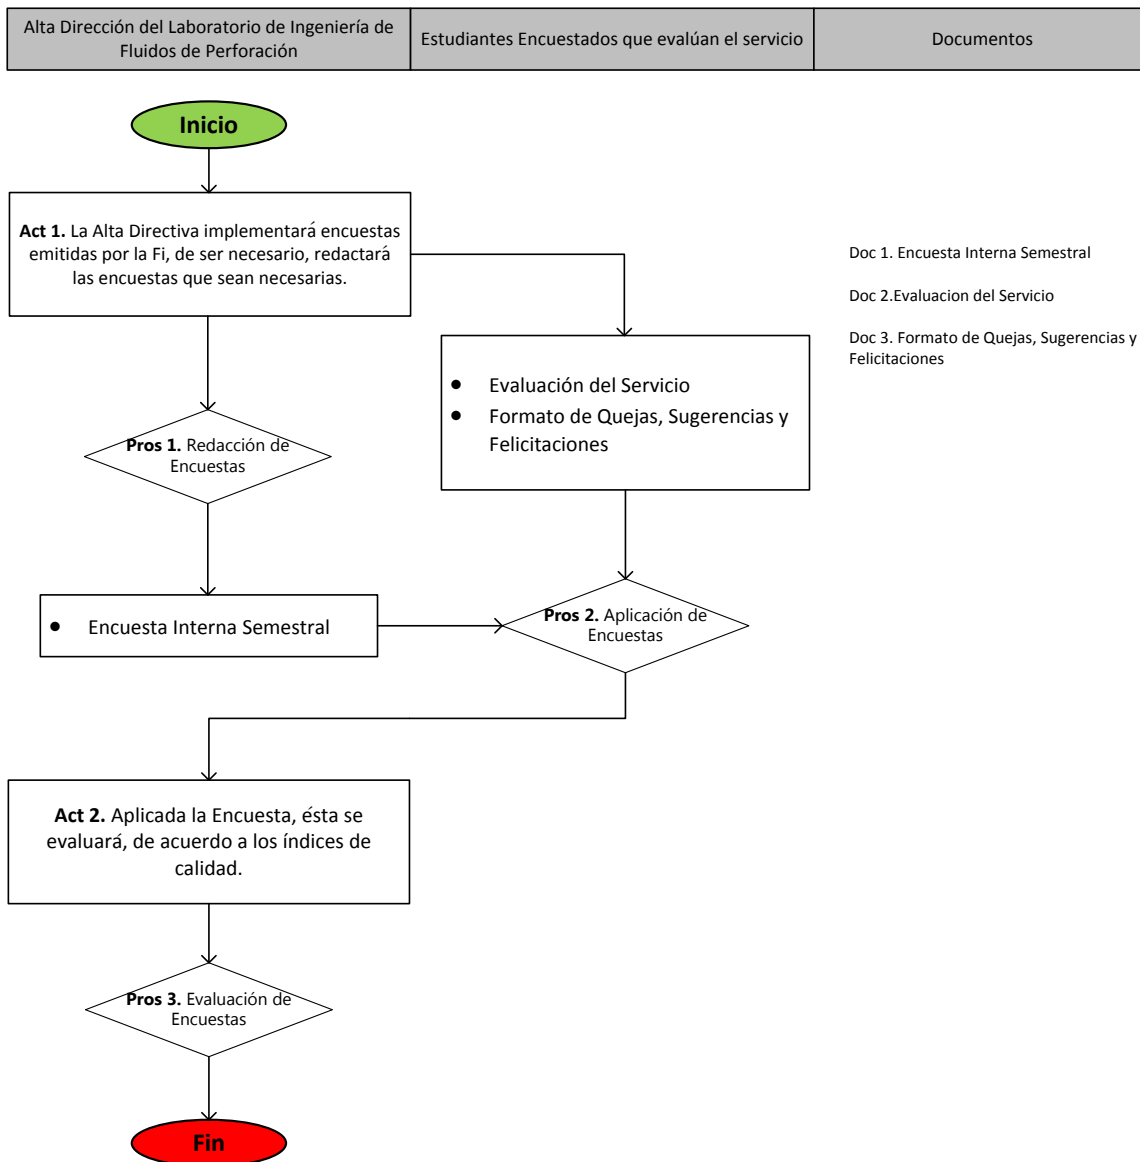 Alta Dirección del Laboratorio de Ingeniería de
Fluidos de Perforación
Estudiantes Encuestados que evalúan el servicio
Documentos
Inicio
Act 1. La Alta Directiva implementará encuestas
emitidas por la Fi, de ser necesario, redactará
las encuestas que sean necesarias.
Doc 1. Encuesta Interna Semestral
Doc 2.Evaluacion del Servicio
Doc 3. Formato de Quejas, Sugerencias y
Felicitaciones
• Evaluación del Servicio
• Formato de Quejas, Sugerencias y
Felicitaciones
Pros 1. Redacción de
Encuestas
• Encuesta Interna Semestral
Pros 2. Aplicación de
Encuestas
Act 2. Aplicada la Encuesta, ésta se
evaluará, de acuerdo a los índices de
calidad.
Pros 3. Evaluación de
Encuestas
Fin